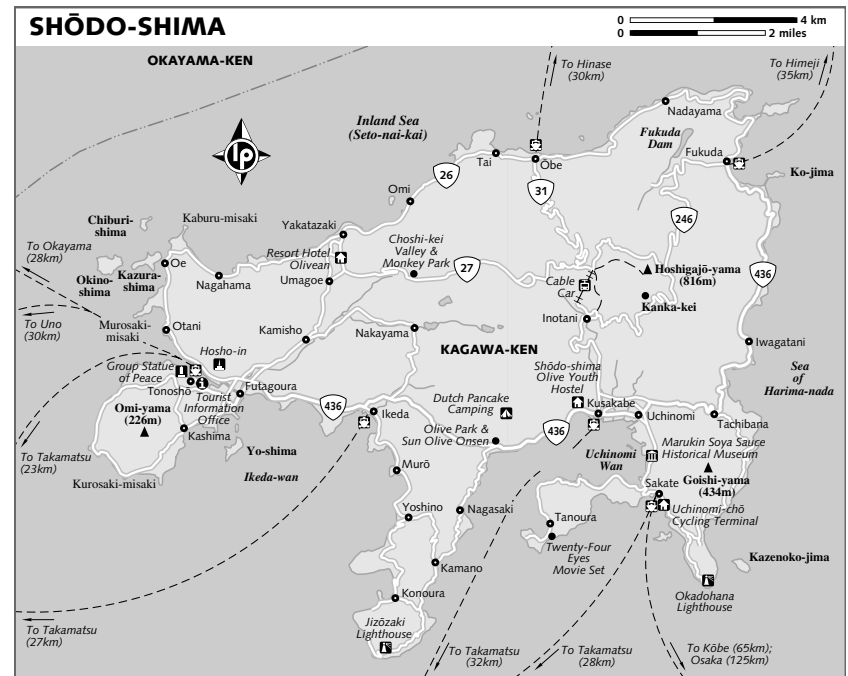 SHŌDO-SHIMA
0 4 km
0 2 miles
OKAYAMA-KEN
To Hinase
(30km)
To Himeji
(35km)
Inland Sea
(Seto-nai-kai)
lp
Nadayama
Fukuda
Dam
Tai
Ōbe
Fukuda
Ko-jima
26
31
Omi
246
Chiburi-
shima
Kaburu-misaki
Yakatazaki
To Okayama
(28km)
Resort Hotel
Olivean
Choshi-kei
Valley &
Monkey Park
27
Hoshigajō-yama
(816m)
436
Oe
Okino-
shima
Kazura-
shima
Nagahama
Umagoe
Cable
Car
Kanka-kei
To Uno
(30km)
Murosaki-
misaki
Otani
Kamisho
Nakayama
Inotani
Iwagatani
KAGAWA-KEN
Hosho-in
Group Statue
of Peace
Tonoshō
Tourist
Information
Office
Futagoura
Shōdo-shima
Olive Youth
Hostel
Sea
of
Harima-nada
Omi-yama
(226m)
436
Ikeda
Dutch Pancake
Camping
Kusakabe
Uchinomi
Tachibana
Kashima
Olive Park &
Sun Olive Onsen
436
To Takamatsu
(23km)
Yo-shima
Ikeda-wan
Uchinomi
Wan
Marukin Soya Sauce
Historical Museum
Kurosaki-misaki
Murō
Goishi-yama
(434m)
Sakate
Yoshino
Nagasaki
Uchinomi-chō
Cycling Terminal
Tanoura
Twenty-Four
Eyes
Movie Set
Kamano
Kazenoko-jima
Konoura
Okadohana
Lighthouse
Jizōzaki
Lighthouse
To Takamatsu
(27km)
To Takamatsu
(32km)
To Takamatsu
(28km)
To Kōbe (65km);
Osaka (125km)